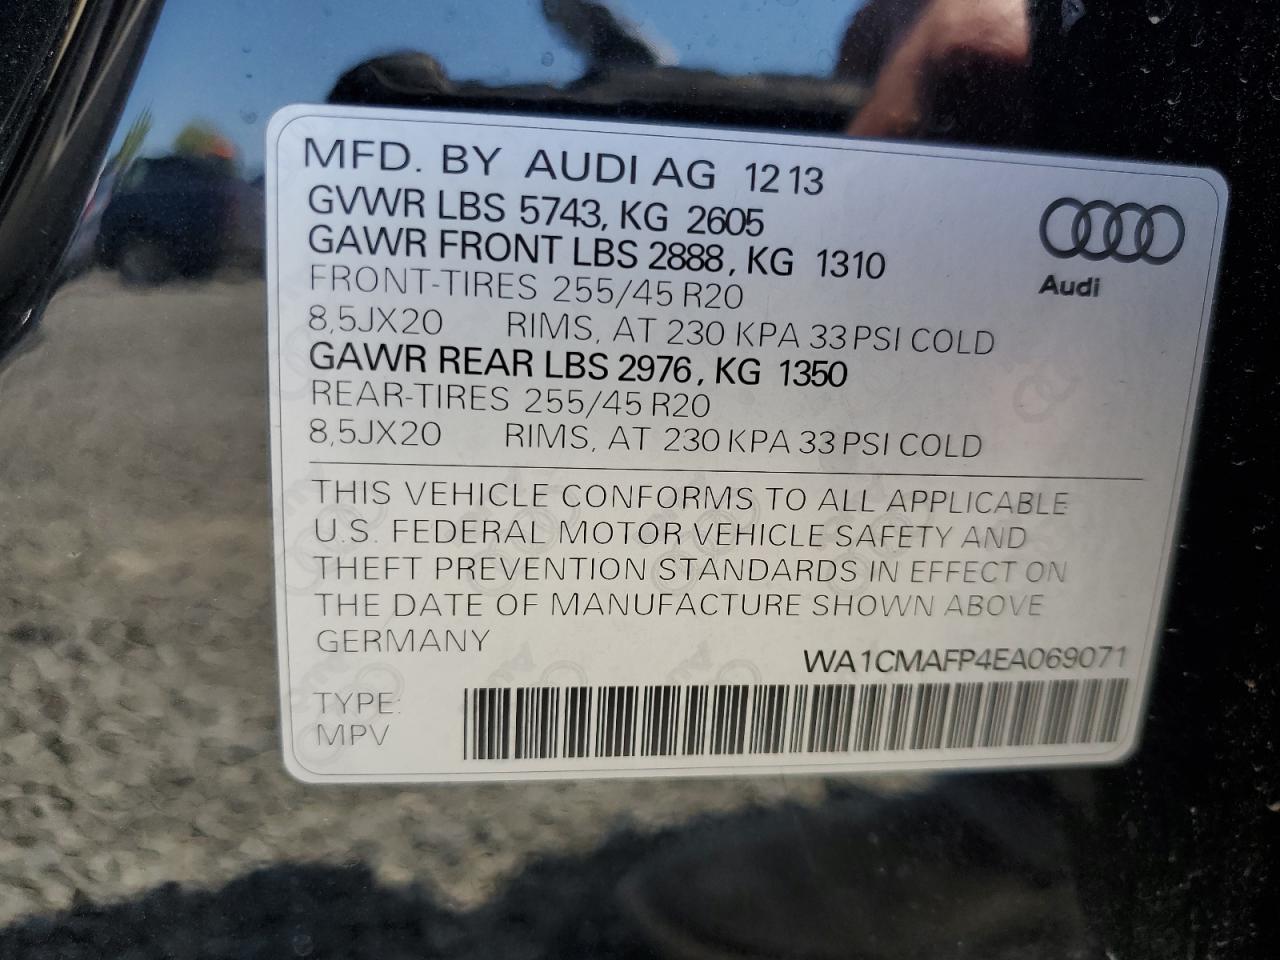 MFD. BY AUDI AG 12 13
GVWR LBS 5743, KG 2605
GAWR FRONT LBS 2888, KG 1310
FRONT-TIRES 255/45 R20
8,5JX20 RIMS, AT 230 KPA 33 PSI COLD
GAWR REAR LBS 2976, KG 1350
REAR-TIRES 255/45 R20
8,5JX20 RIMS, AT 230 KPA 33 PSI COLD
Audi
THIS VEHICLE CONFORMS TO ALL APPLICABLE
U.S. FEDERAL MOTOR VEHICLE SAFETY AND
THEFT PREVENTION STANDARDS IN EFFECT ON
THE DATE OF MANUFACTURE SHOWN ABOVE
GERMANY
WA1CMAFP4EA069071
TYPE:
MPV